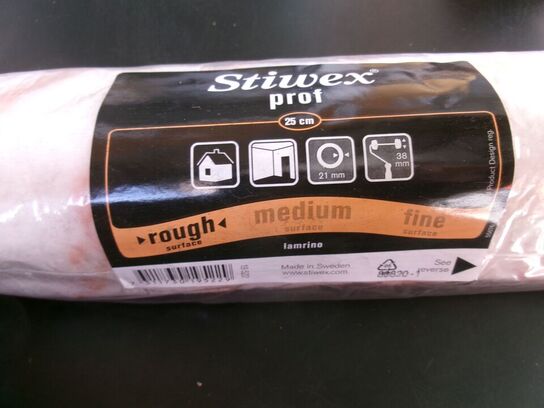 Stiwex®
prof
25 cm
21 mm
38
mm
rough
surface
medium
surface
fine
surface
lamrino
Made in Sweden
www.stiwex.com
See
reverse
Product Design reg.